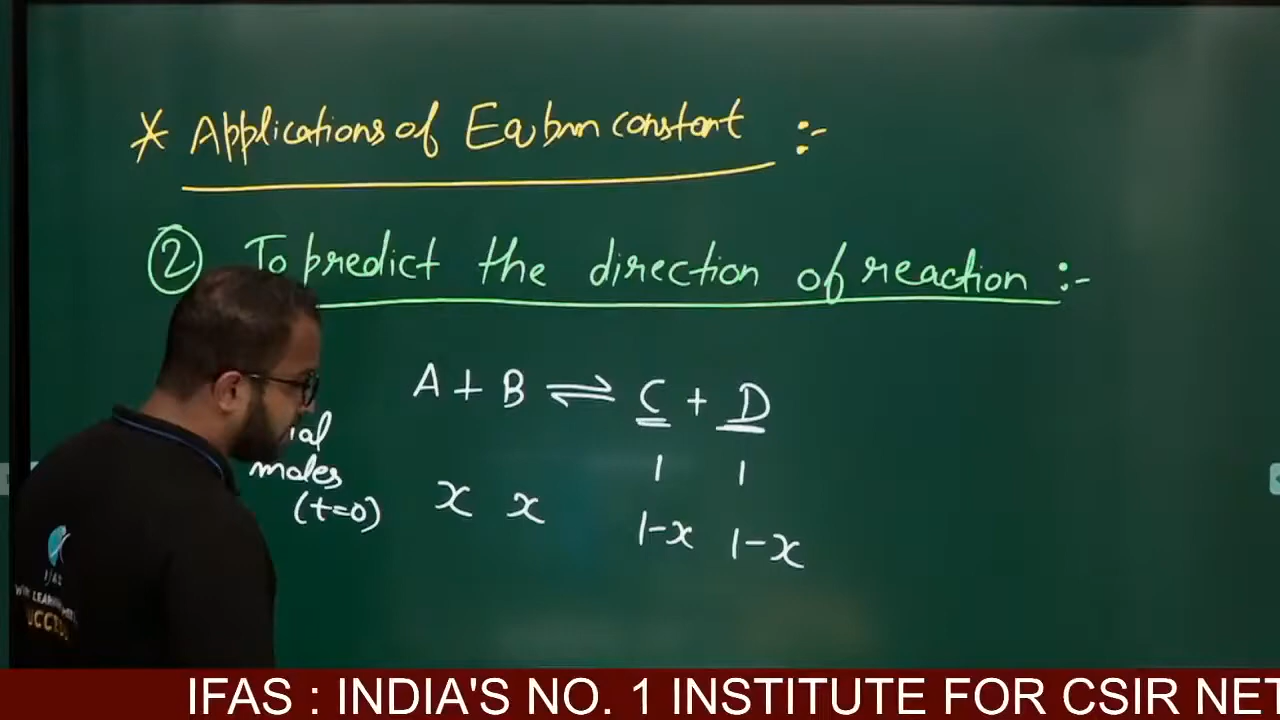 * Applications of Eqbm constant :-
② To predict the direction of reaction :-
A + B ⇌ C + D
1 1
moles
(t=0) x x
1-x 1-x
IFAS
IFAS : INDIA'S NO. 1 INSTITUTE FOR CSIR NET